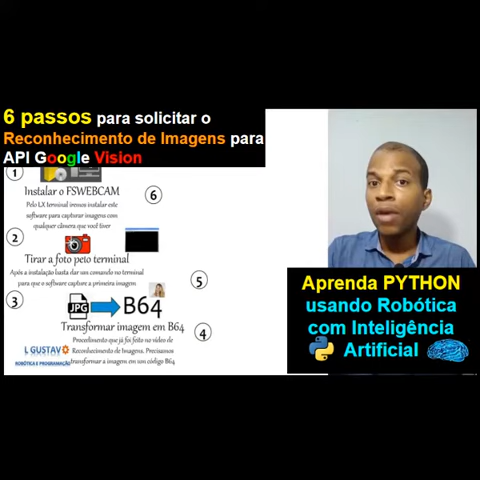 6 passos para solicitar o
Reconhecimento de Imagens para
API Google Vision
1
Instalar o FSWEBCAM
Pelo LX terminal iremos instalar este
software para capturar imagens com
qualquer câmera que você tiver
6
2
Tirar a foto pelo terminal
Após a instalação basta dar um comando no terminal
para que o software capture a primeira imagem
5
3
JPG B64
Transformar imagem em B64
Procedimento que já foi feito no vídeo de
Reconhecimento de Imagens. Precisamos
transformar a imagem em um código B64
4
L GUSTAVO
ROBÓTICA E PROGRAMAÇÃO
Aprenda PYTHON
usando Robótica
com Inteligência
Artificial